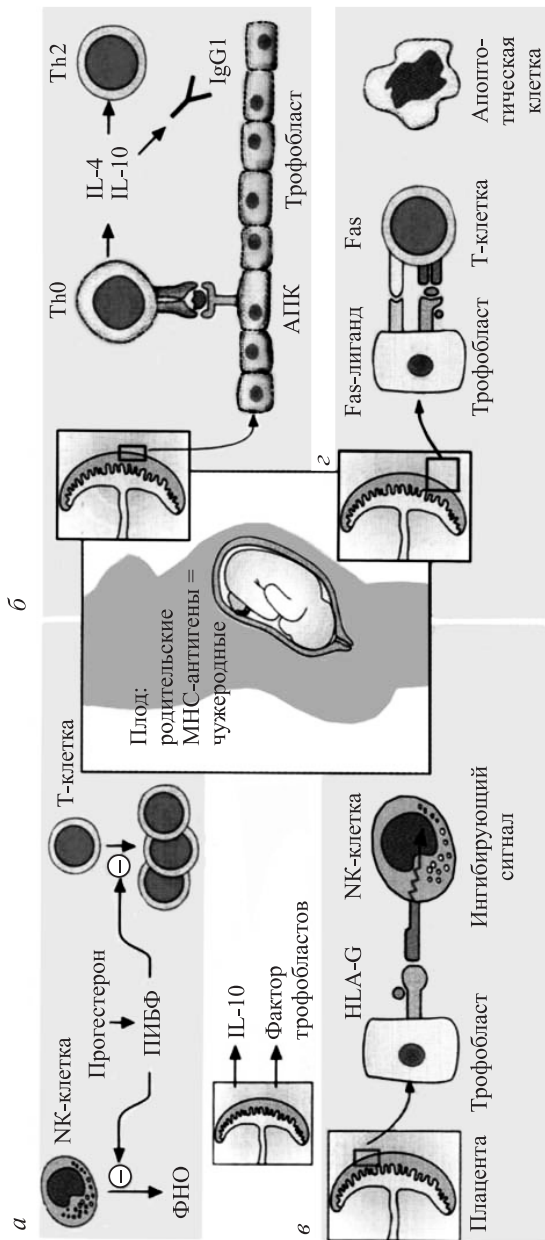 а
NK-клетка
Т-клетка
Прогестерон
ПИБФ
ФНО
IL-10
Фактор
трофобластов
б
Th0
Th2
IL-4
IL-10
IgG1
АПК
Трофобласт
Плод:
родительские
МНС-антигены =
чужеродные
в
HLA-G
NK-клетка
Плацента
Трофобласт
Ингибирующий
сигнал
г
Fas-лиганд
Fas
Трофобласт
Т-клетка
Апопто-
тическая
клетка